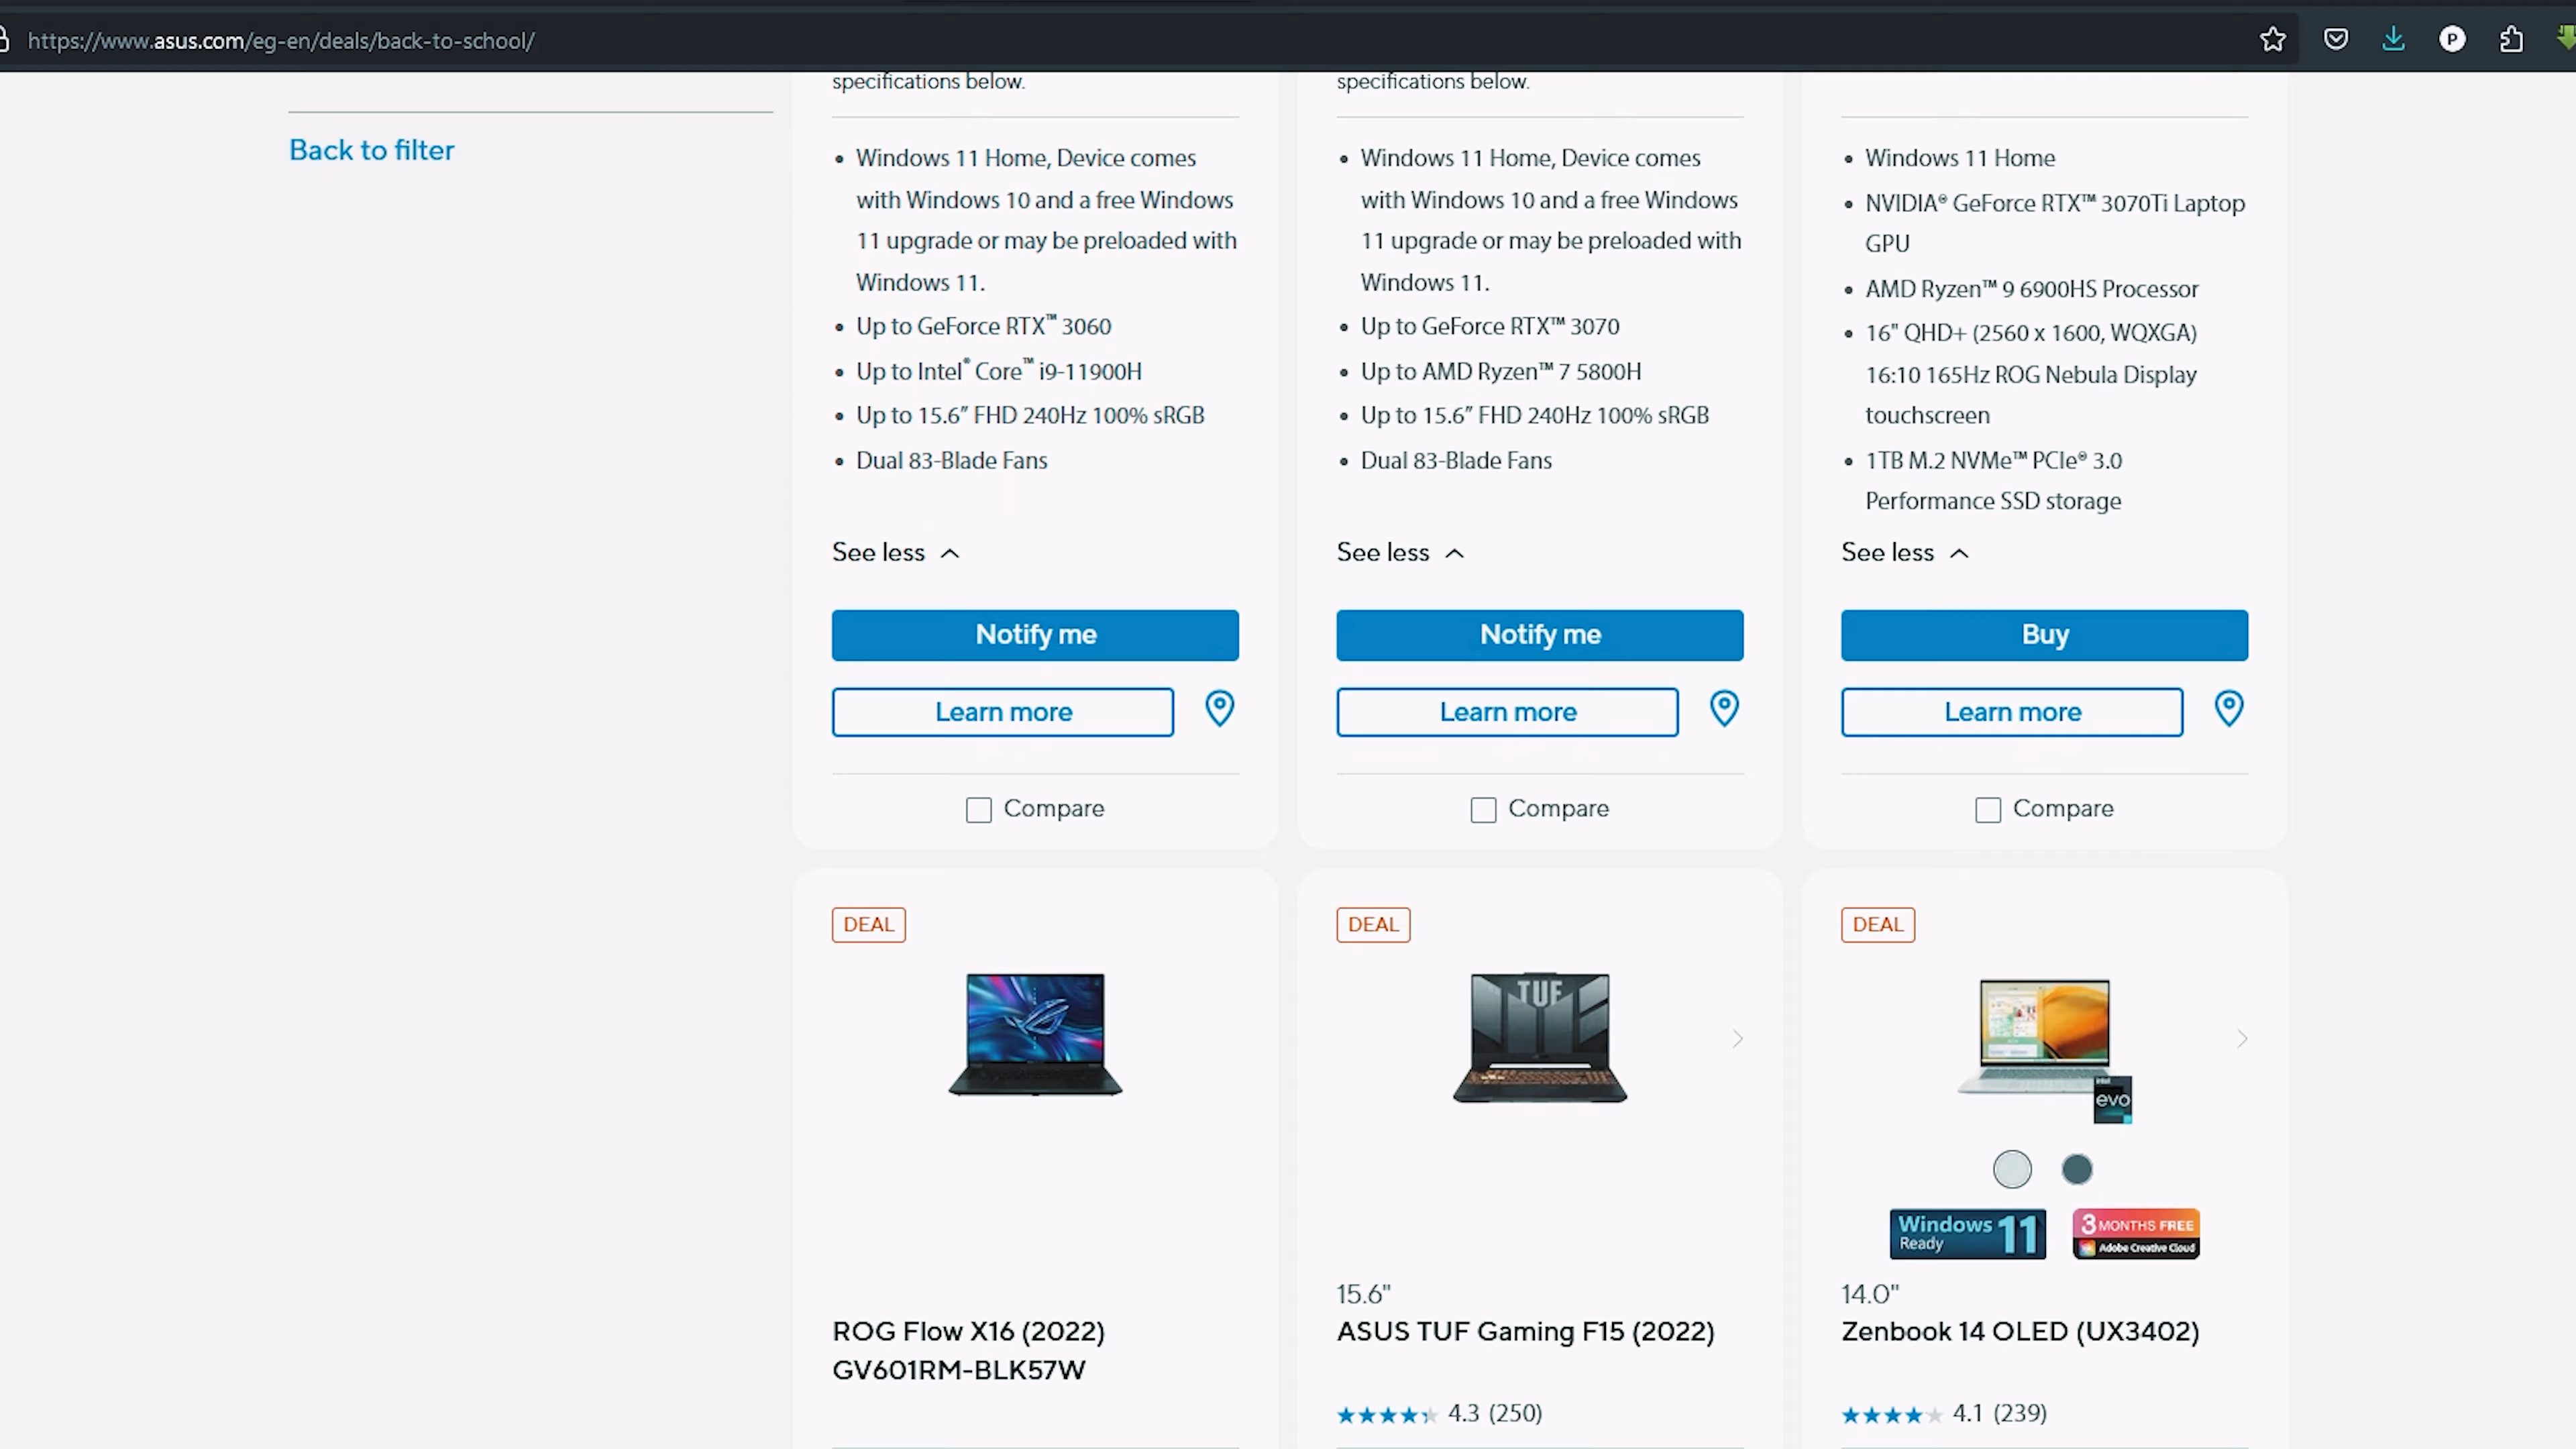 https://www.asus.com/eg-en/deals/back-to-school/
P
Back to filter
specifications below.
• Windows 11 Home, Device comes
with Windows 10 and a free Windows
11 upgrade or may be preloaded with
Windows 11.
• Up to GeForce RTX™ 3060
• Up to Intel® Core™ i9-11900H
• Up to 15.6” FHD 240Hz 100% sRGB
• Dual 83-Blade Fans
See less
Notify me
Learn more
Compare
specifications below.
• Windows 11 Home, Device comes
with Windows 10 and a free Windows
11 upgrade or may be preloaded with
Windows 11.
• Up to GeForce RTX™ 3070
• Up to AMD Ryzen™ 7 5800H
• Up to 15.6” FHD 240Hz 100% sRGB
• Dual 83-Blade Fans
See less
Notify me
Learn more
Compare
• Windows 11 Home
• NVIDIA® GeForce RTX™ 3070Ti Laptop
GPU
• AMD Ryzen™ 9 6900HS Processor
• 16" QHD+ (2560 x 1600, WQXGA)
16:10 165Hz ROG Nebula Display
touchscreen
• 1TB M.2 NVMe™ PCIe® 3.0
Performance SSD storage
See less
Buy
Learn more
Compare
DEAL
ROG Flow X16 (2022)
GV601RM-BLK57W
DEAL
TUF
15.6"
ASUS TUF Gaming F15 (2022)
4.3 (250)
DEAL
intel
evo
Windows 11
Ready
3 MONTHS FREE
Adobe Creative Cloud
14.0"
Zenbook 14 OLED (UX3402)
4.1 (239)